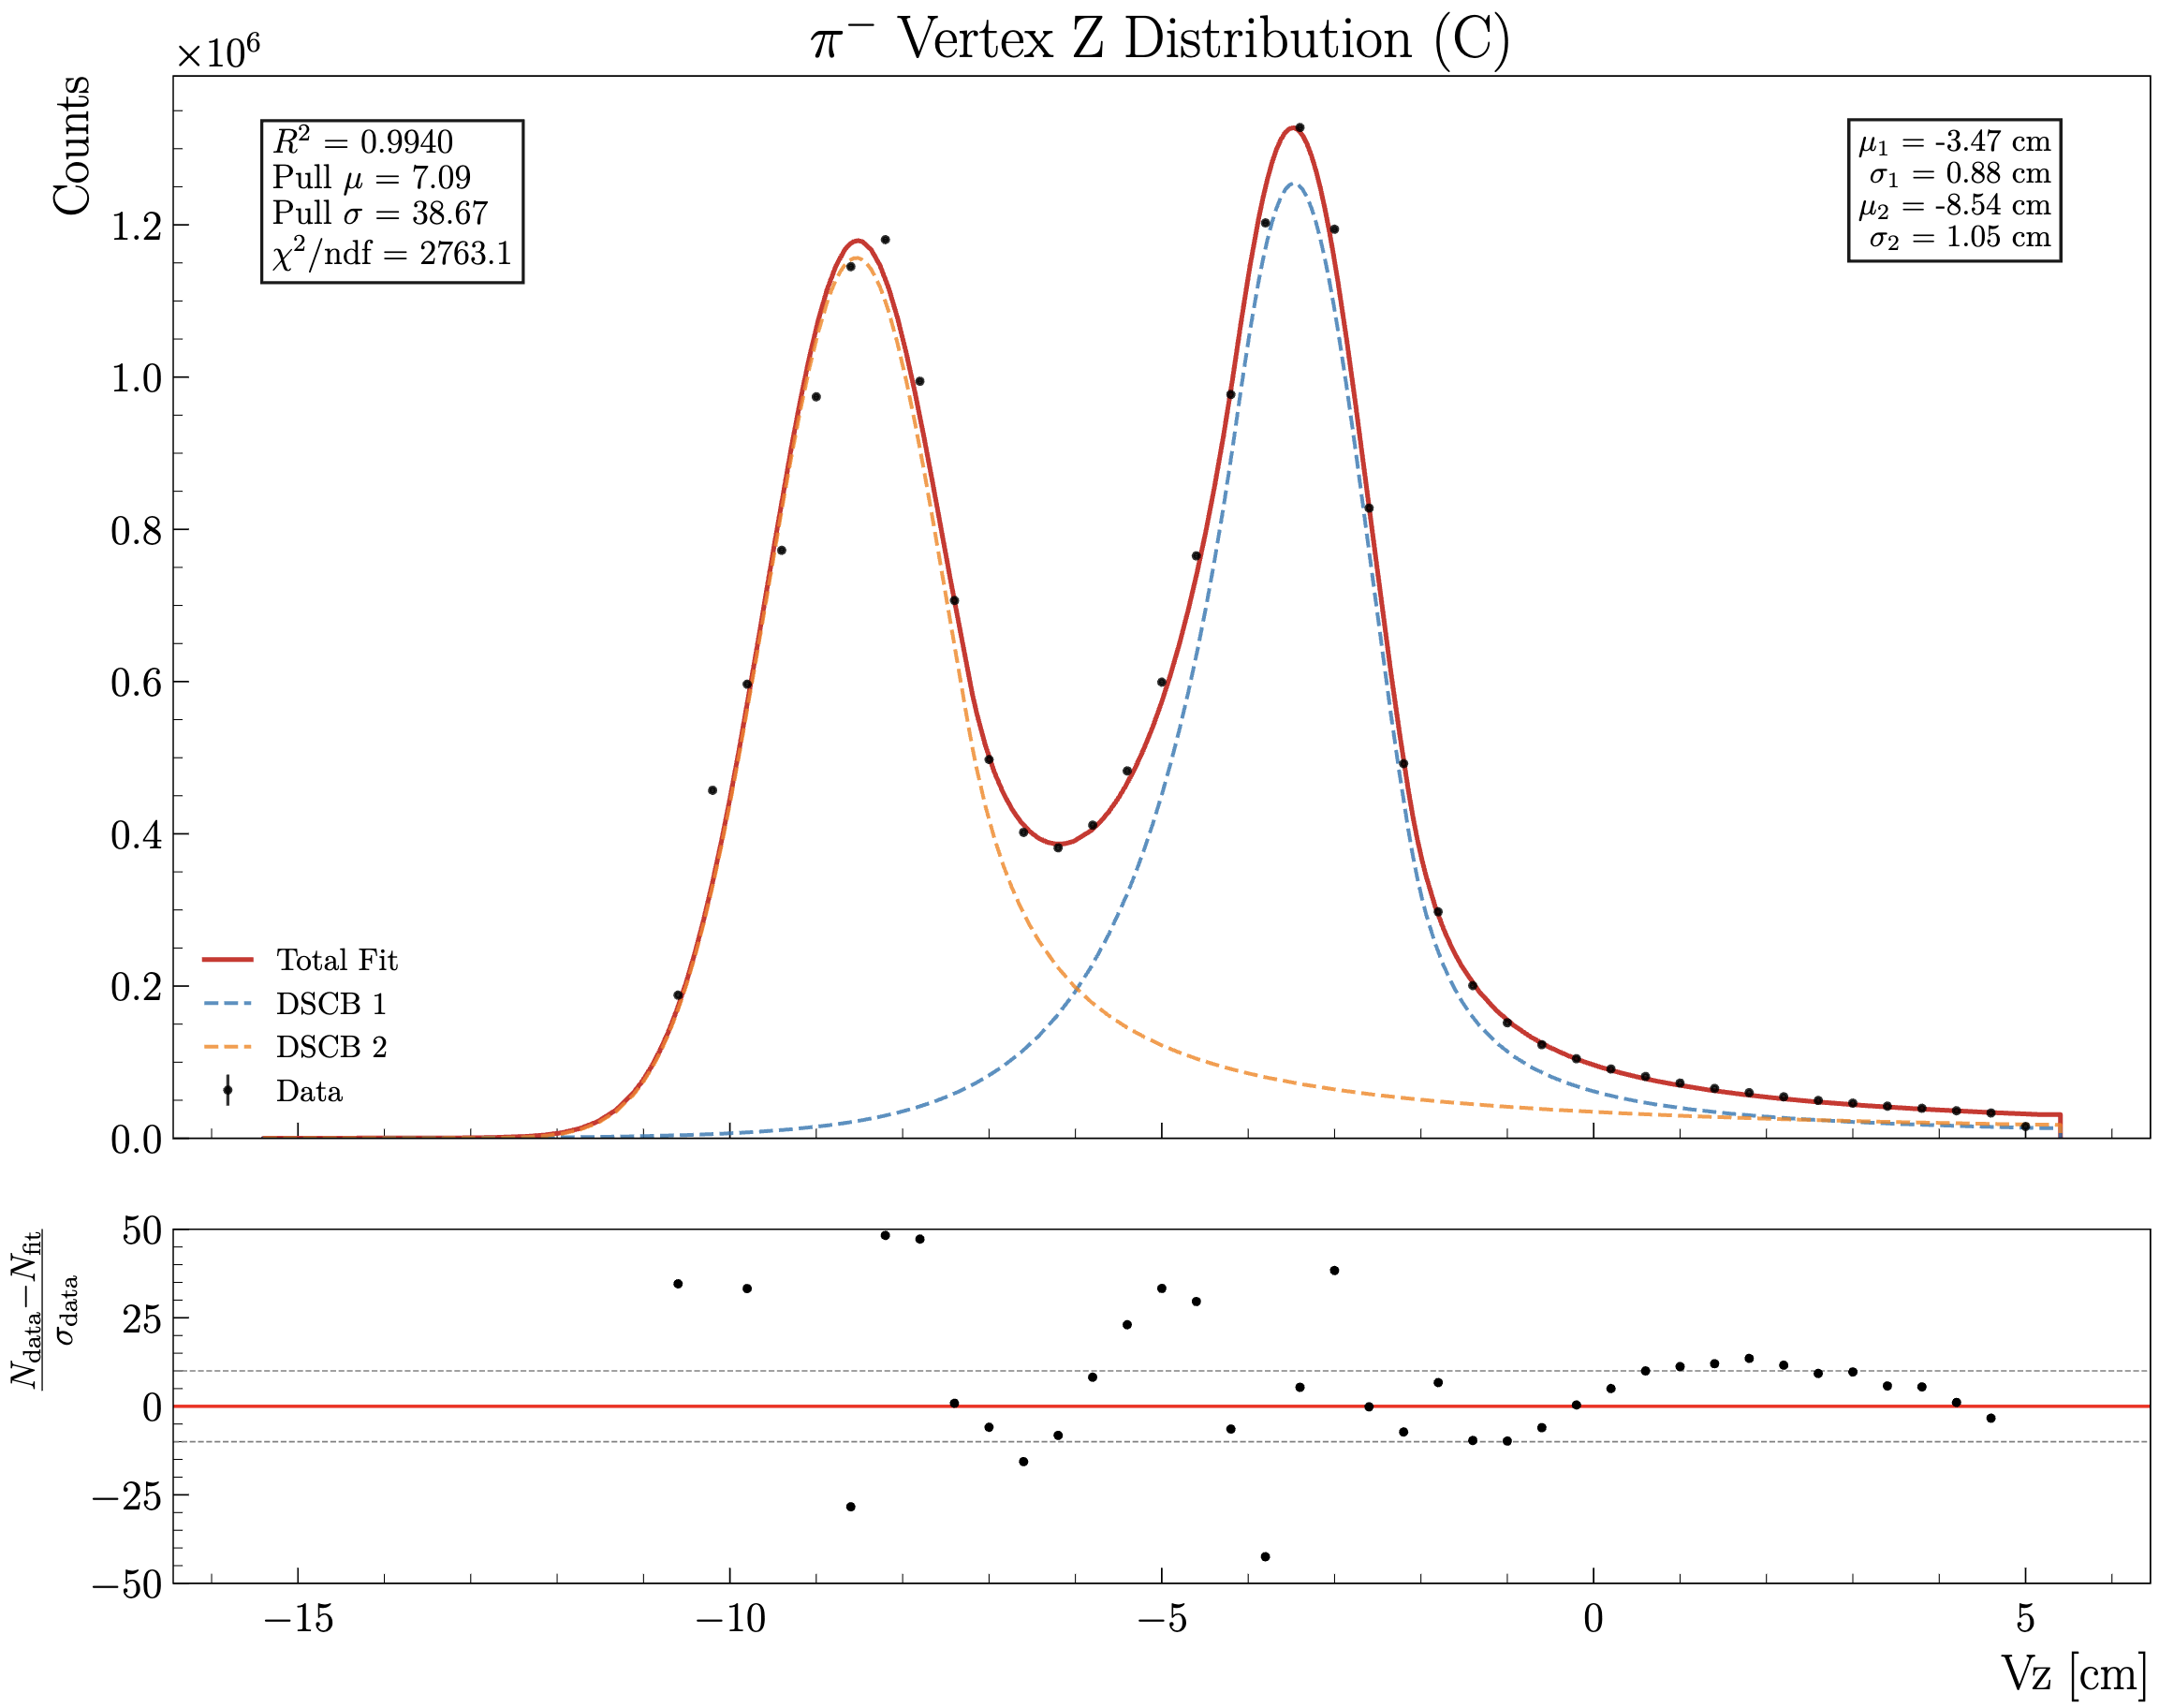 π⁻ Vertex Z Distribution (C)
×10⁶
Counts
R² = 0.9940
Pull μ = 7.09
Pull σ = 38.67
χ²/ndf = 2763.1
μ₁ = -3.47 cm
σ₁ = 0.88 cm
μ₂ = -8.54 cm
σ₂ = 1.05 cm
1.2
1.0
0.8
0.6
0.4
0.2
0.0
Total Fit
DSCB 1
DSCB 2
Data
N_data−N_fit
σ_data
50
25
0
−25
−50
−15 −10 −5 0 5
Vz [cm]